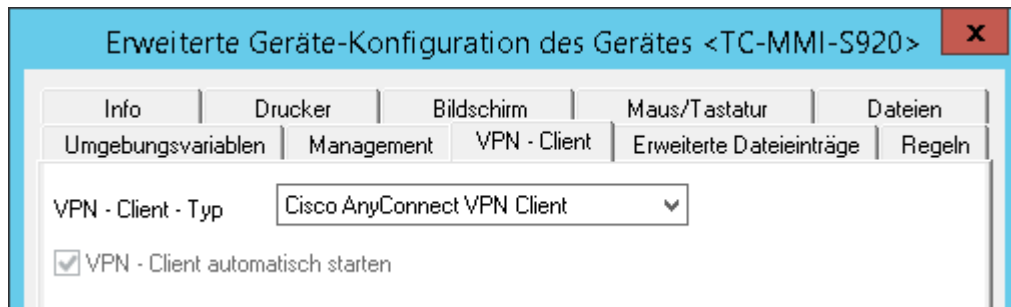 Erweiterte Geräte-Konfiguration des Gerätes <TC-MMI-S920> x
Info Drucker Bildschirm Maus/Tastatur Dateien
Umgebungsvariablen Management VPN - Client Erweiterte Dateieinträge Regeln
VPN - Client - Typ Cisco AnyConnect VPN Client
VPN - Client automatisch starten